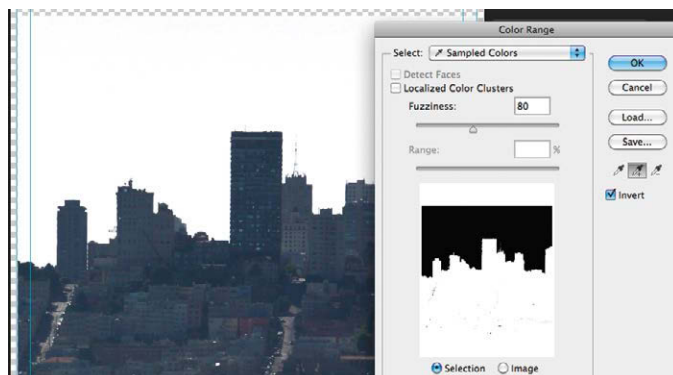 Color Range
Select: Sampled Colors
OK
Detect Faces
Localized Color Clusters
Cancel
Fuzziness: 80
Load...
Range: %
Save...
Invert
Selection Image